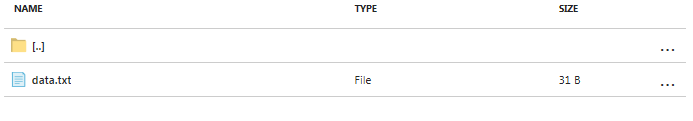 NAME TYPE SIZE
[..] ...
data.txt File 31 B ...